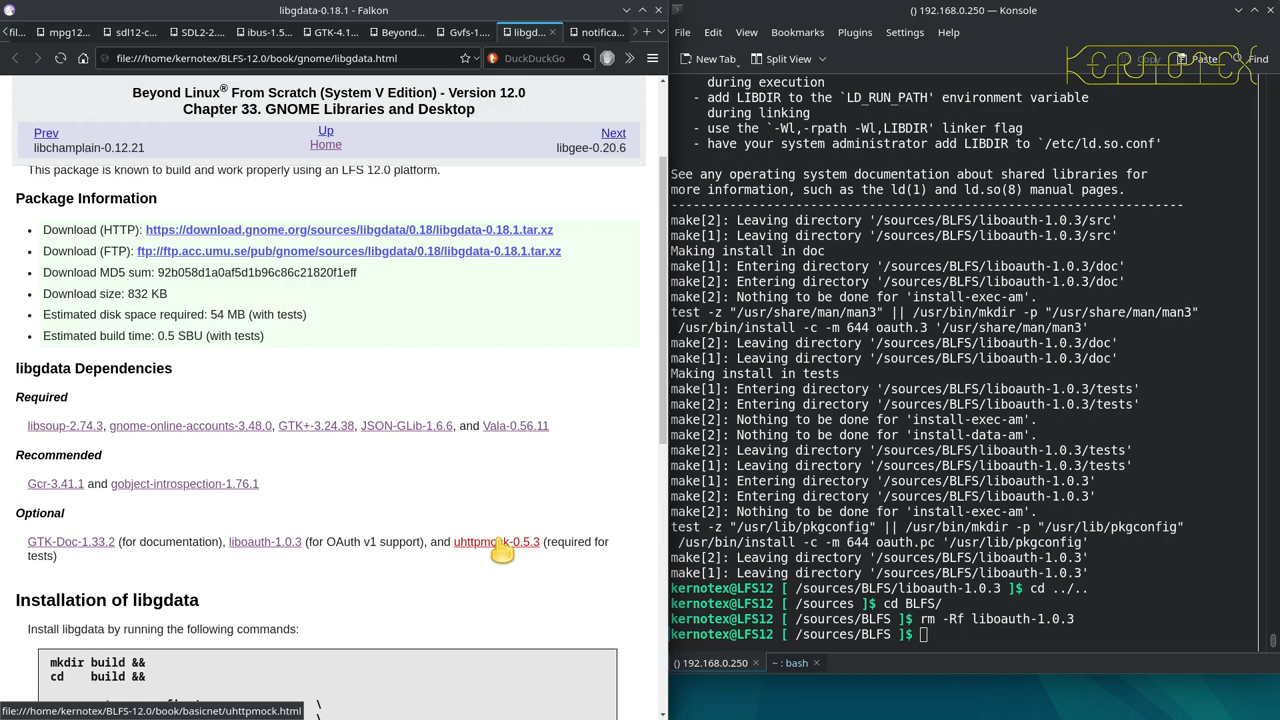 libgdata-0.18.1 — Falkon
fil...
mpg12...
sdl12-c...
SDL2-2...
ibus-1.5...
GTK-4.1...
Beyond...
Gvfs-1....
libgd...
notifica...
file:///home/kernotex/BLFS-12.0/book/gnome/libgdata.html
DuckDuckGo
Beyond Linux® From Scratch (System V Edition) - Version 12.0
Chapter 33. GNOME Libraries and Desktop
Prev
Up
Next
libchamplain-0.12.21
Home
libgee-0.20.6
This package is known to build and work properly using an LFS 12.0 platform.
Package Information
• Download (HTTP): https://download.gnome.org/sources/libgdata/0.18/libgdata-0.18.1.tar.xz
• Download (FTP): ftp://ftp.acc.umu.se/pub/gnome/sources/libgdata/0.18/libgdata-0.18.1.tar.xz
• Download MD5 sum: 92b058d1a0af5d1b96c86c21820f1eff
• Download size: 832 KB
• Estimated disk space required: 54 MB (with tests)
• Estimated build time: 0.5 SBU (with tests)
libgdata Dependencies
Required
libsoup-2.74.3, gnome-online-accounts-3.48.0, GTK+-3.24.38, JSON-GLib-1.6.6, and Vala-0.56.11
Recommended
Gcr-3.41.1 and gobject-introspection-1.76.1
Optional
GTK-Doc-1.33.2 (for documentation), liboauth-1.0.3 (for OAuth v1 support), and uhttpmock-0.5.3 (required for
tests)
Installation of libgdata
Install libgdata by running the following commands:
mkdir build &&
cd    build &&
\
\
file:///home/kernotex/BLFS-12.0/book/basicnet/uhttpmock.html
() 192.168.0.250 — Konsole
File Edit View Bookmarks Plugins Settings Help
New Tab Split View Copy Paste Find
KERNOTEX
during execution
- add LIBDIR to the `LD_RUN_PATH' environment variable
during linking
- use the `-Wl,-rpath -Wl,LIBDIR' linker flag
- have your system administrator add LIBDIR to `/etc/ld.so.conf'
See any operating system documentation about shared libraries for
more information, such as the ld(1) and ld.so(8) manual pages.
----------------------------------------------------------------------
make[2]: Leaving directory '/sources/BLFS/liboauth-1.0.3/src'
make[1]: Leaving directory '/sources/BLFS/liboauth-1.0.3/src'
Making install in doc
make[1]: Entering directory '/sources/BLFS/liboauth-1.0.3/doc'
make[2]: Entering directory '/sources/BLFS/liboauth-1.0.3/doc'
make[2]: Nothing to be done for 'install-exec-am'.
test -z "/usr/share/man/man3" || /usr/bin/mkdir -p "/usr/share/man/man3"
/usr/bin/install -c -m 644 oauth.3 '/usr/share/man/man3'
make[2]: Leaving directory '/sources/BLFS/liboauth-1.0.3/doc'
make[1]: Leaving directory '/sources/BLFS/liboauth-1.0.3/doc'
Making install in tests
make[1]: Entering directory '/sources/BLFS/liboauth-1.0.3/tests'
make[2]: Entering directory '/sources/BLFS/liboauth-1.0.3/tests'
make[2]: Nothing to be done for 'install-exec-am'.
make[2]: Nothing to be done for 'install-data-am'.
make[2]: Leaving directory '/sources/BLFS/liboauth-1.0.3/tests'
make[1]: Leaving directory '/sources/BLFS/liboauth-1.0.3/tests'
make[1]: Entering directory '/sources/BLFS/liboauth-1.0.3'
make[2]: Entering directory '/sources/BLFS/liboauth-1.0.3'
make[2]: Nothing to be done for 'install-exec-am'.
test -z "/usr/lib/pkgconfig" || /usr/bin/mkdir -p "/usr/lib/pkgconfig"
/usr/bin/install -c -m 644 oauth.pc '/usr/lib/pkgconfig'
make[2]: Leaving directory '/sources/BLFS/liboauth-1.0.3'
make[1]: Leaving directory '/sources/BLFS/liboauth-1.0.3'
kernotex@LFS12 [ /sources/BLFS/liboauth-1.0.3 ]$ cd ../..
kernotex@LFS12 [ /sources ]$ cd BLFS/
kernotex@LFS12 [ /sources/BLFS ]$ rm -Rf liboauth-1.0.3
kernotex@LFS12 [ /sources/BLFS ]$
() 192.168.0.250
~ : bash